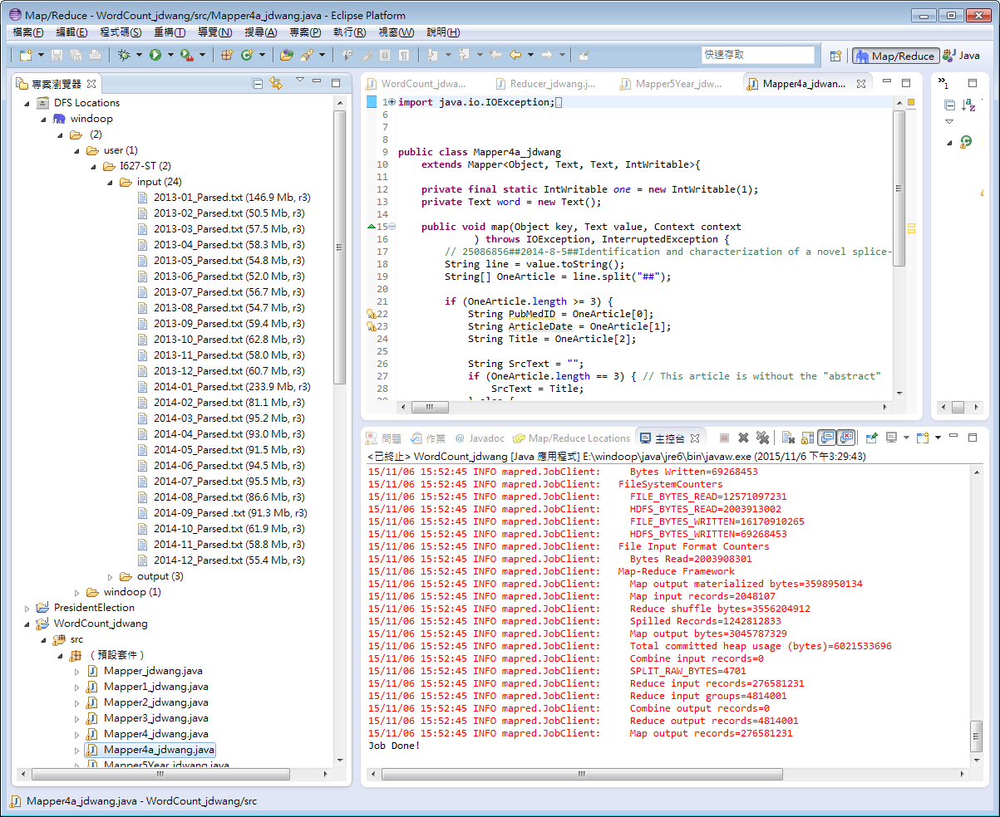 Map/Reduce - WordCount_jdwang/src/Mapper4a_jdwang.java - Eclipse Platform
檔案(F) 編輯(E) 程式碼(S) 重構(T) 導覽(N) 搜尋(A) 專案(P) 執行(R) 視窗(W) 說明(H)
快速存取 Map/Reduce Java
專案瀏覽器
DFS Locations
windoop
(2)
user (1)
I627-ST (2)
input (24)
2013-01_Parsed.txt (146.9 Mb, r3)
2013-02_Parsed.txt (50.5 Mb, r3)
2013-03_Parsed.txt (57.5 Mb, r3)
2013-04_Parsed.txt (58.3 Mb, r3)
2013-05_Parsed.txt (54.8 Mb, r3)
2013-06_Parsed.txt (52.0 Mb, r3)
2013-07_Parsed.txt (56.7 Mb, r3)
2013-08_Parsed.txt (54.7 Mb, r3)
2013-09_Parsed.txt (59.4 Mb, r3)
2013-10_Parsed.txt (62.8 Mb, r3)
2013-11_Parsed.txt (58.0 Mb, r3)
2013-12_Parsed.txt (60.7 Mb, r3)
2014-01_Parsed.txt (233.9 Mb, r3)
2014-02_Parsed.txt (81.1 Mb, r3)
2014-03_Parsed.txt (95.2 Mb, r3)
2014-04_Parsed.txt (93.0 Mb, r3)
2014-05_Parsed.txt (91.5 Mb, r3)
2014-06_Parsed.txt (94.5 Mb, r3)
2014-07_Parsed.txt (95.5 Mb, r3)
2014-08_Parsed.txt (86.6 Mb, r3)
2014-09_Parsed .txt (91.3 Mb, r3)
2014-10_Parsed.txt (61.9 Mb, r3)
2014-11_Parsed.txt (58.8 Mb, r3)
2014-12_Parsed.txt (55.4 Mb, r3)
output (3)
windoop (1)
PresidentElection
WordCount_jdwang
src
（預設套件）
Mapper_jdwang.java
Mapper1_jdwang.java
Mapper2_jdwang.java
Mapper3_jdwang.java
Mapper4_jdwang.java
Mapper4a_jdwang.java
Mapper5Year_jdwang.java
WordCount_jdwa... Reducer_jdwang.j... Mapper5Year_jdw... Mapper4a_jdwan... »1
1 import java.io.IOException;
6
7
8
9 public class Mapper4a_jdwang
10 extends Mapper<Object, Text, Text, IntWritable>{
11
12 private final static IntWritable one = new IntWritable(1);
13 private Text word = new Text();
14
15 public void map(Object key, Text value, Context context
16 ) throws IOException, InterruptedException {
17 // 25086856##2014-8-5##Identification and characterization of a novel splice-
18 String line = value.toString();
19 String[] OneArticle = line.split("##");
20
21 if (OneArticle.length >= 3) {
22 String PubMedID = OneArticle[0];
23 String ArticleDate = OneArticle[1];
24 String Title = OneArticle[2];
25
26 String SrcText = "";
27 if (OneArticle.length == 3) { // This article is without the "abstract"
28 SrcText = Title;
29 } else {
問題 作業 Javadoc Map/Reduce Locations 主控台
<已終止> WordCount_jdwang [Java 應用程式] E:\windoop\java\jre6\bin\javaw.exe (2015/11/6 下午3:29:43)
15/11/06 15:52:45 INFO mapred.JobClient: Bytes Written=69268453
15/11/06 15:52:45 INFO mapred.JobClient: FileSystemCounters
15/11/06 15:52:45 INFO mapred.JobClient: FILE_BYTES_READ=12571097231
15/11/06 15:52:45 INFO mapred.JobClient: HDFS_BYTES_READ=2003913002
15/11/06 15:52:45 INFO mapred.JobClient: FILE_BYTES_WRITTEN=16170910265
15/11/06 15:52:45 INFO mapred.JobClient: HDFS_BYTES_WRITTEN=69268453
15/11/06 15:52:45 INFO mapred.JobClient: File Input Format Counters
15/11/06 15:52:45 INFO mapred.JobClient: Bytes Read=2003908301
15/11/06 15:52:45 INFO mapred.JobClient: Map-Reduce Framework
15/11/06 15:52:45 INFO mapred.JobClient: Map output materialized bytes=3598950134
15/11/06 15:52:45 INFO mapred.JobClient: Map input records=2048107
15/11/06 15:52:45 INFO mapred.JobClient: Reduce shuffle bytes=3556204912
15/11/06 15:52:45 INFO mapred.JobClient: Spilled Records=1242812833
15/11/06 15:52:45 INFO mapred.JobClient: Map output bytes=3045787329
15/11/06 15:52:45 INFO mapred.JobClient: Total committed heap usage (bytes)=6021533696
15/11/06 15:52:45 INFO mapred.JobClient: Combine input records=0
15/11/06 15:52:45 INFO mapred.JobClient: SPLIT_RAW_BYTES=4701
15/11/06 15:52:45 INFO mapred.JobClient: Reduce input records=276581231
15/11/06 15:52:45 INFO mapred.JobClient: Reduce input groups=4814001
15/11/06 15:52:45 INFO mapred.JobClient: Combine output records=0
15/11/06 15:52:45 INFO mapred.JobClient: Reduce output records=4814001
15/11/06 15:52:45 INFO mapred.JobClient: Map output records=276581231
Job Done!
Mapper4a_jdwang.java - WordCount_jdwang/src